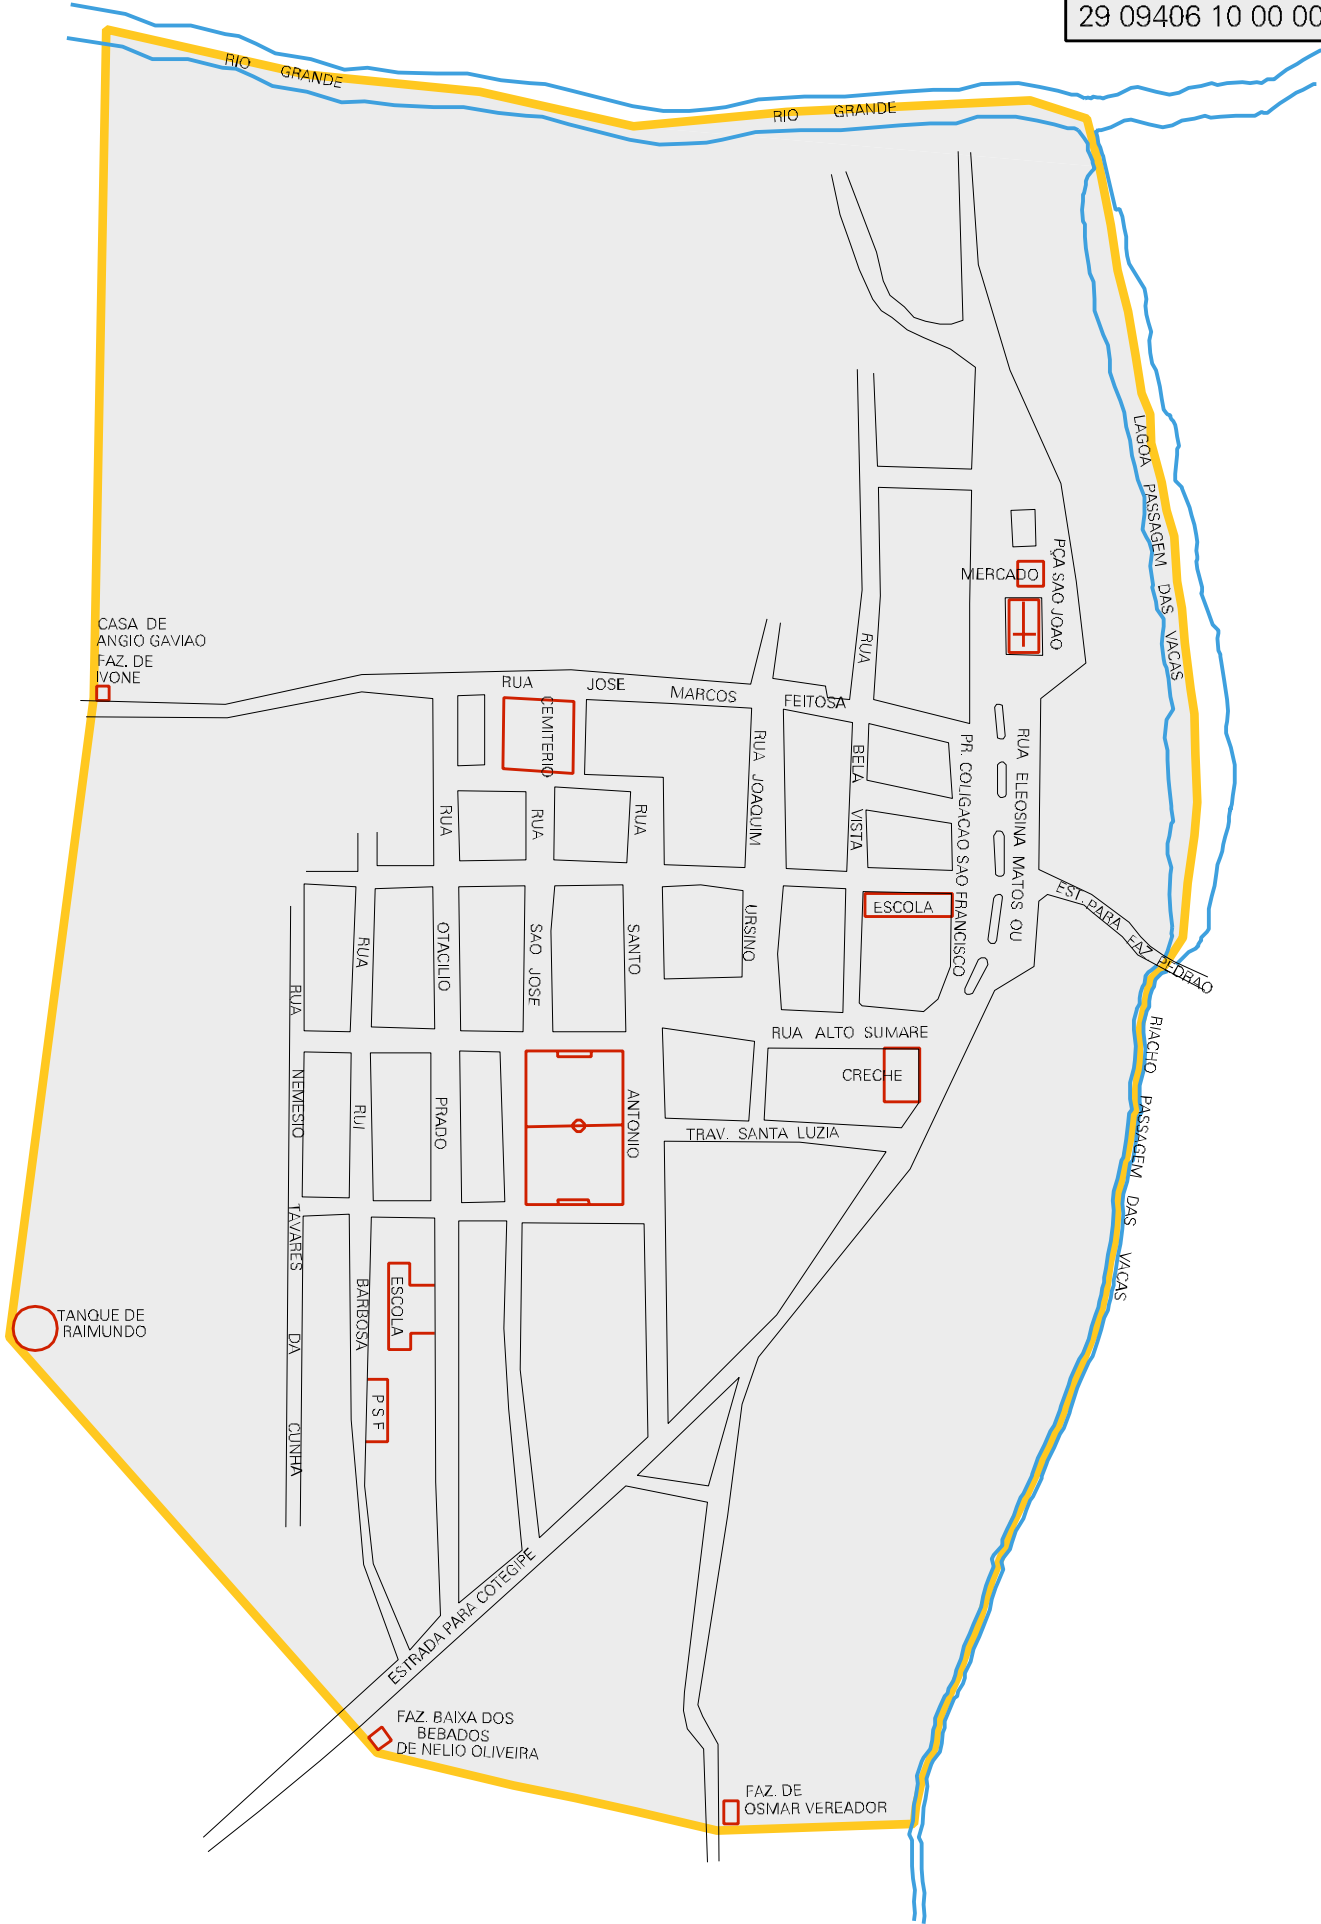 29 09406 10 00 00
RIO GRANDE
RIO GRANDE
LAGOA PASSAGEM DAS VACAS
PÇA SAO JOAO
MERCADO
CASA DE
ANGIO GAVIAO
FAZ. DE
IVONE
RUA JOSE MARCOS FEITOSA
CEMITERIO
RUA BELA VISTA
RUA JOAQUIM URSINO
PR. COLIGACAO SAO FRANCISCO
RUA ELEOSINA MATOS OU
RUA OTACILIO PRADO
RUA SAO JOSE
RUA SANTO ANTONIO
ESCOLA
EST. PARA FAZ PEDRAO
RUA RUI BARBOSA
RUA NEMESIO TAVARES DA CUNHA
RUA ALTO SUMARE
CRECHE
TRAV. SANTA LUZIA
RIACHO PASSAGEM DAS VACAS
ESCOLA
P S F
TANQUE DE
RAIMUNDO
ESTRADA PARA COTEGIPE
FAZ. BAIXA DOS
BEBADOS
DE NELIO OLIVEIRA
FAZ. DE
OSMAR VEREADOR